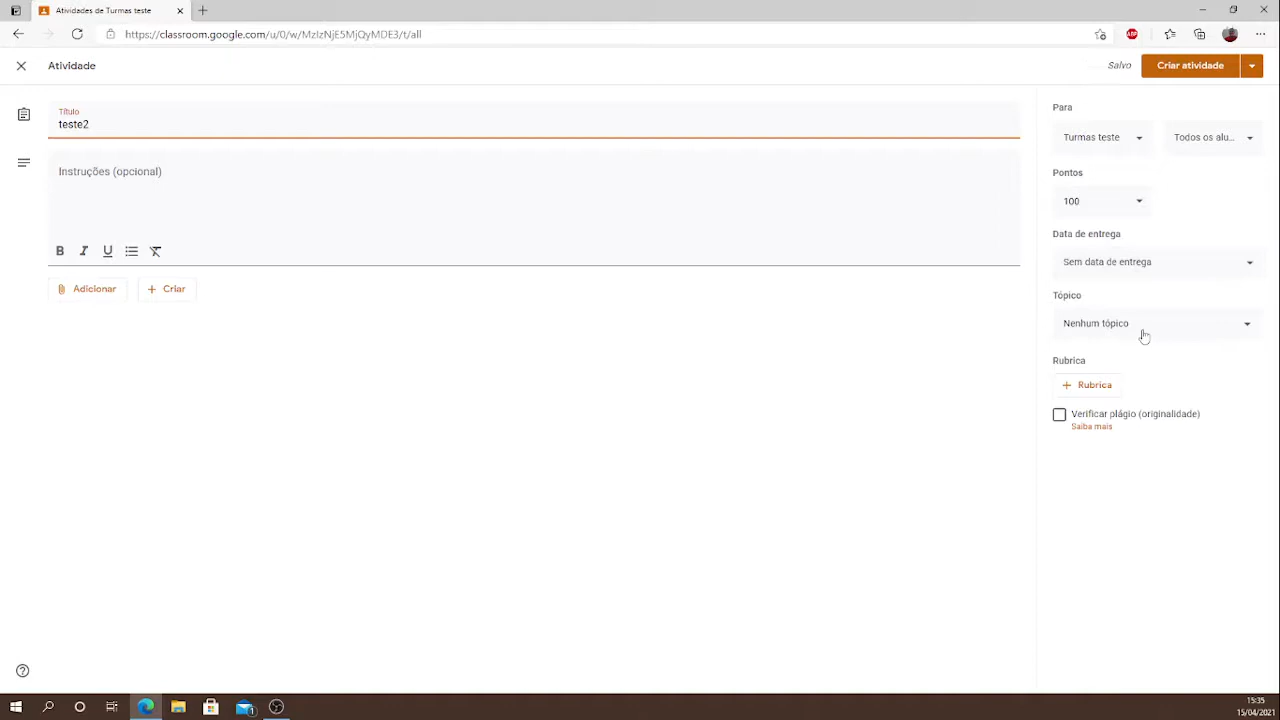 Atividades de Turmas teste
https://classroom.google.com/u/0/w/MzIzNjE5MjQyMDE3/t/all
ABP
Atividade
Salvo
Criar atividade
Título
teste2
Instruções (opcional)
B I U
Adicionar
Criar
Para
Turmas teste
Todos os alu...
Pontos
100
Data de entrega
Sem data de entrega
Tópico
Nenhum tópico
Rubrica
Rubrica
Verificar plágio (originalidade)
Saiba mais
1
15:35
15/04/2021